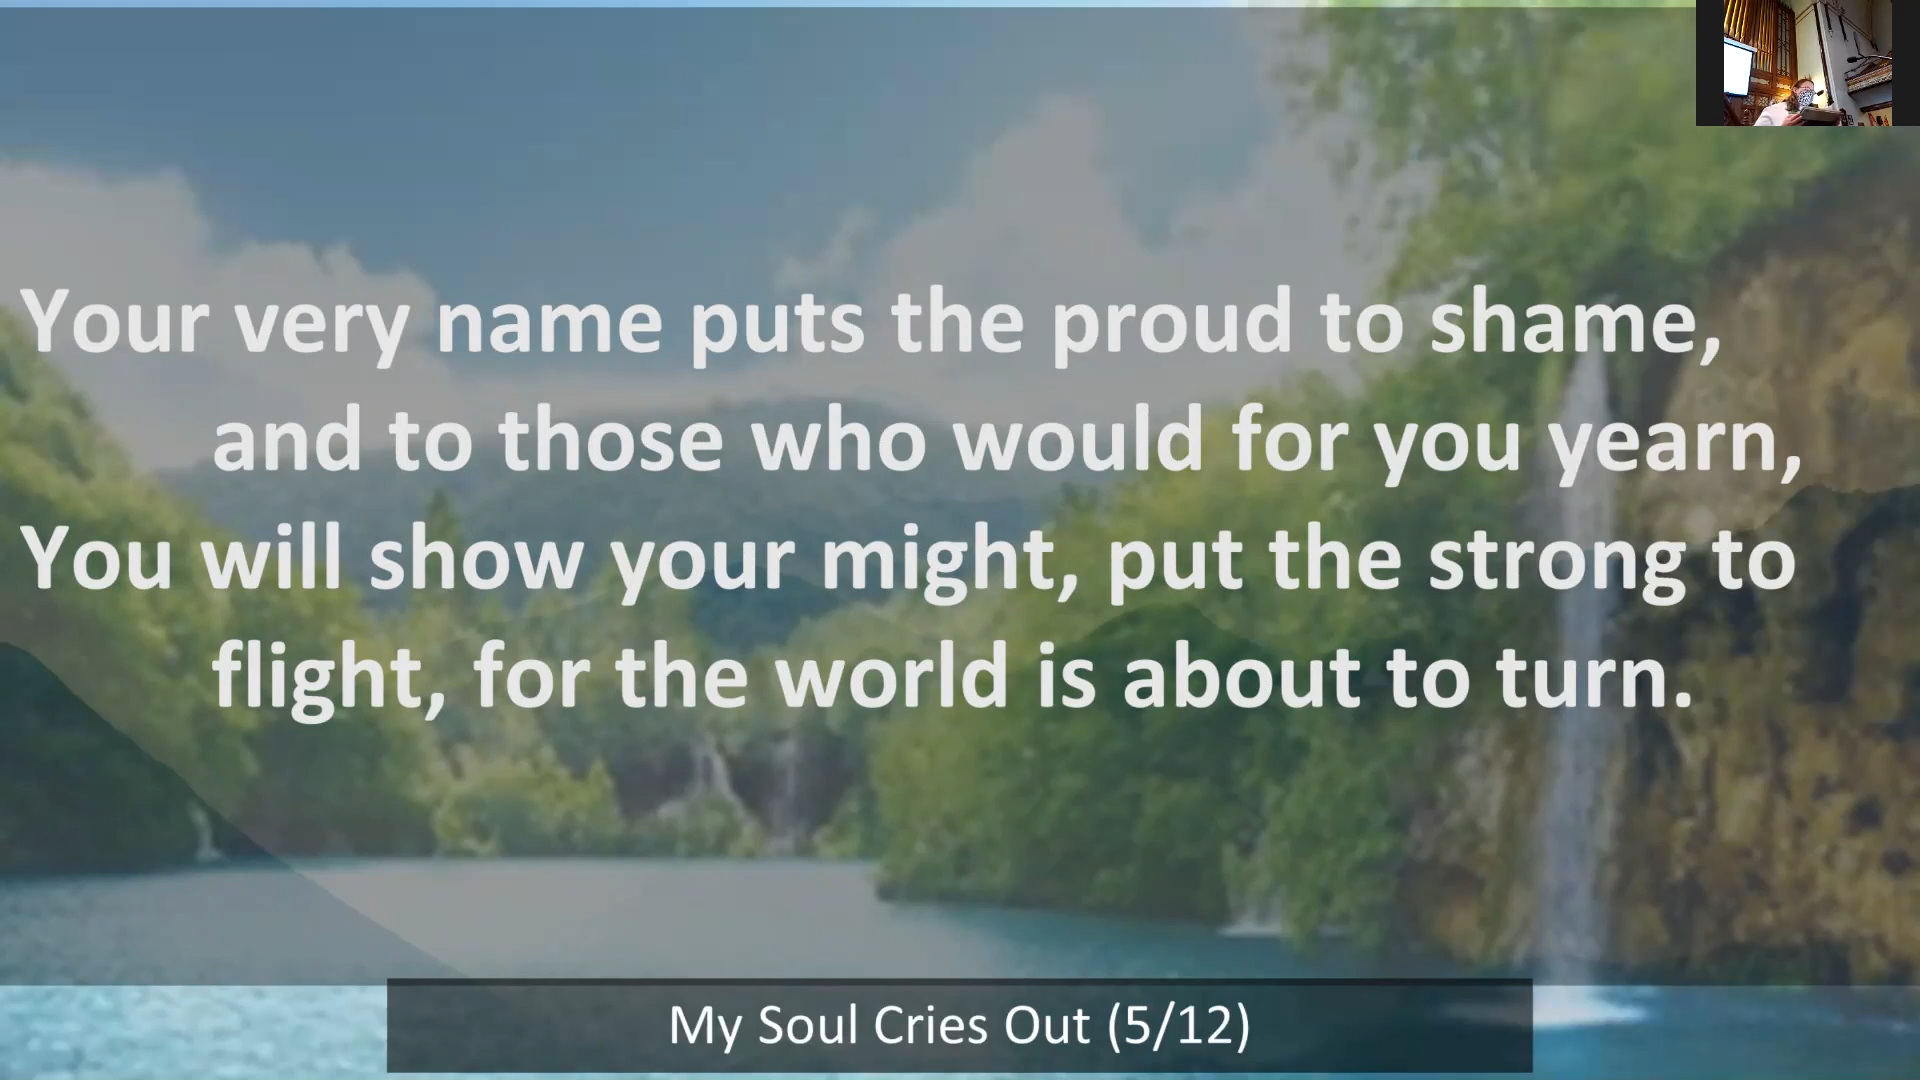 Your very name puts the proud to shame,
and to those who would for you yearn,
You will show your might, put the strong to
flight, for the world is about to turn.
My Soul Cries Out (5/12)